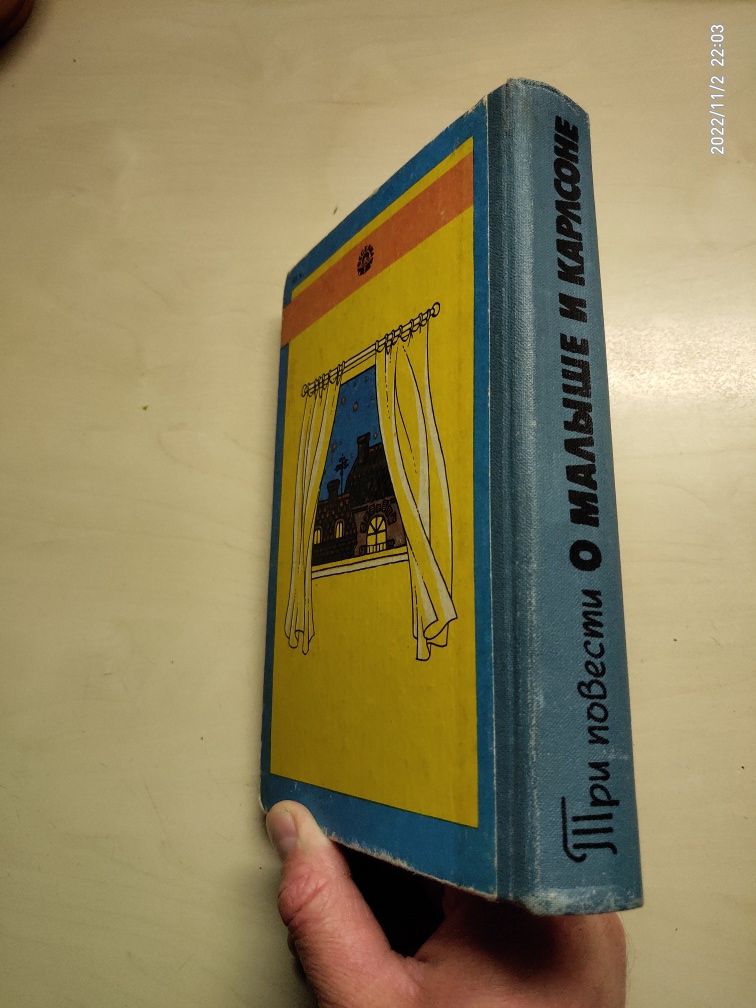 2022/11/2 22:03
Три повести О МАЛЫШЕ И КАРЛСОНЕ